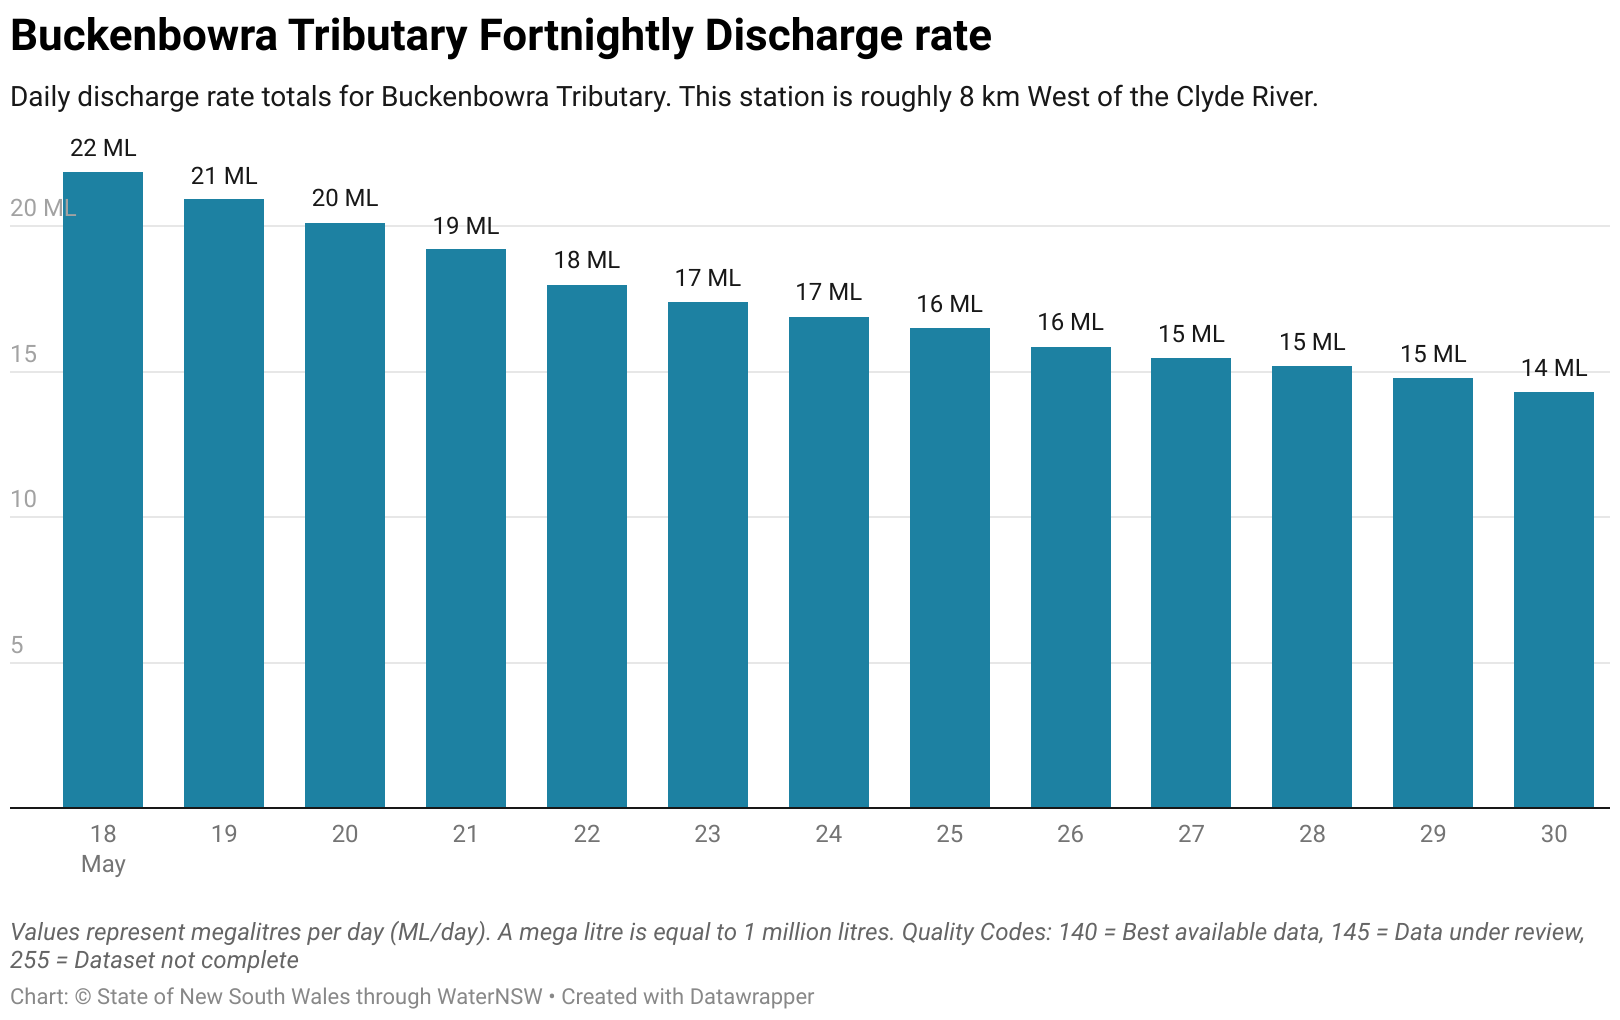 Buckenbowra Tributary Fortnightly Discharge rate
Daily discharge rate totals for Buckenbowra Tributary. This station is roughly 8 km West of the Clyde River.
22 ML
21 ML
20 ML
20 ML
19 ML
18 ML
17 ML
17 ML
16 ML
16 ML
15 ML
15 ML
15 ML
14 ML
15
10
5
18 19 20 21 22 23 24 25 26 27 28 29 30
May
Values represent megalitres per day (ML/day). A mega litre is equal to 1 million litres. Quality Codes: 140 = Best available data, 145 = Data under review,
255 = Dataset not complete
Chart: © State of New South Wales through WaterNSW • Created with Datawrapper